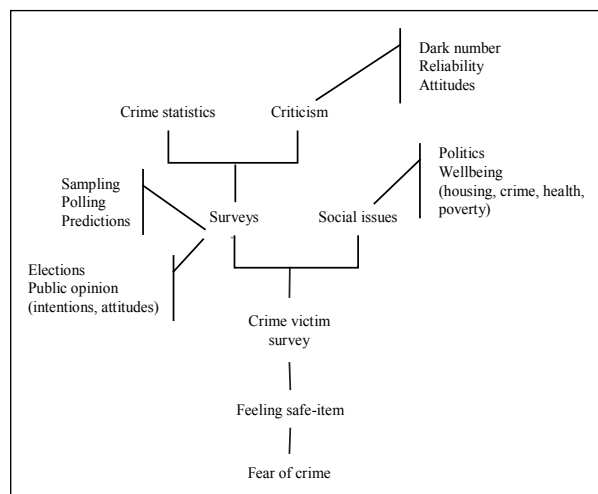 Dark number
Reliability
Attitudes
Crime statistics
Criticism
Politics
Wellbeing
(housing, crime, health,
poverty)
Sampling
Polling
Predictions
Surveys
Social issues
Elections
Public opinion
(intentions, attitudes)
Crime victim
survey
Feeling safe-item
Fear of crime